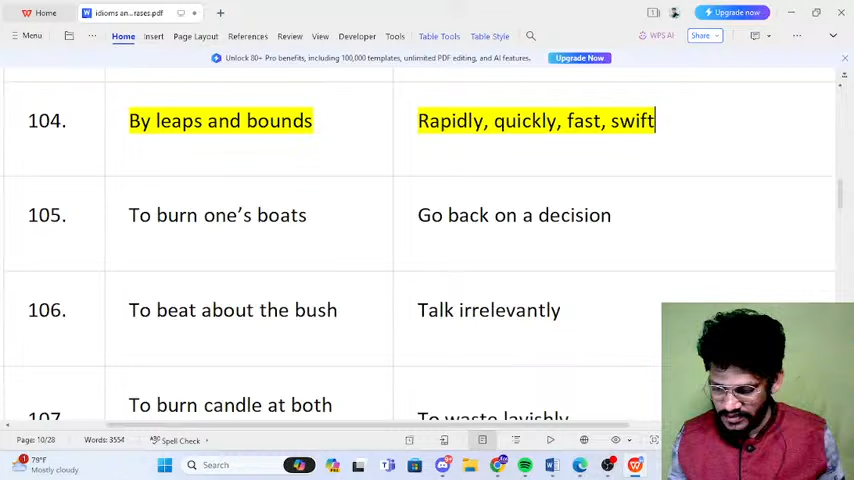 Home
idioms an...rases.pdf
Upgrade now
Menu
Home
Insert
Page Layout
References
Review
View
Developer
Tools
Table Tools
Table Style
WPS AI
Share
Unlock 80+ Pro benefits, including 100,000 templates, unlimited PDF editing, and AI features.
Upgrade Now
104. By leaps and bounds Rapidly, quickly, fast, swift
105. To burn one's boats Go back on a decision
106. To beat about the bush Talk irrelevantly
To burn candle at both
107. To waste lavishly
Page: 10/28 Words: 3554 Spell Check
79°F
Mostly cloudy
Search